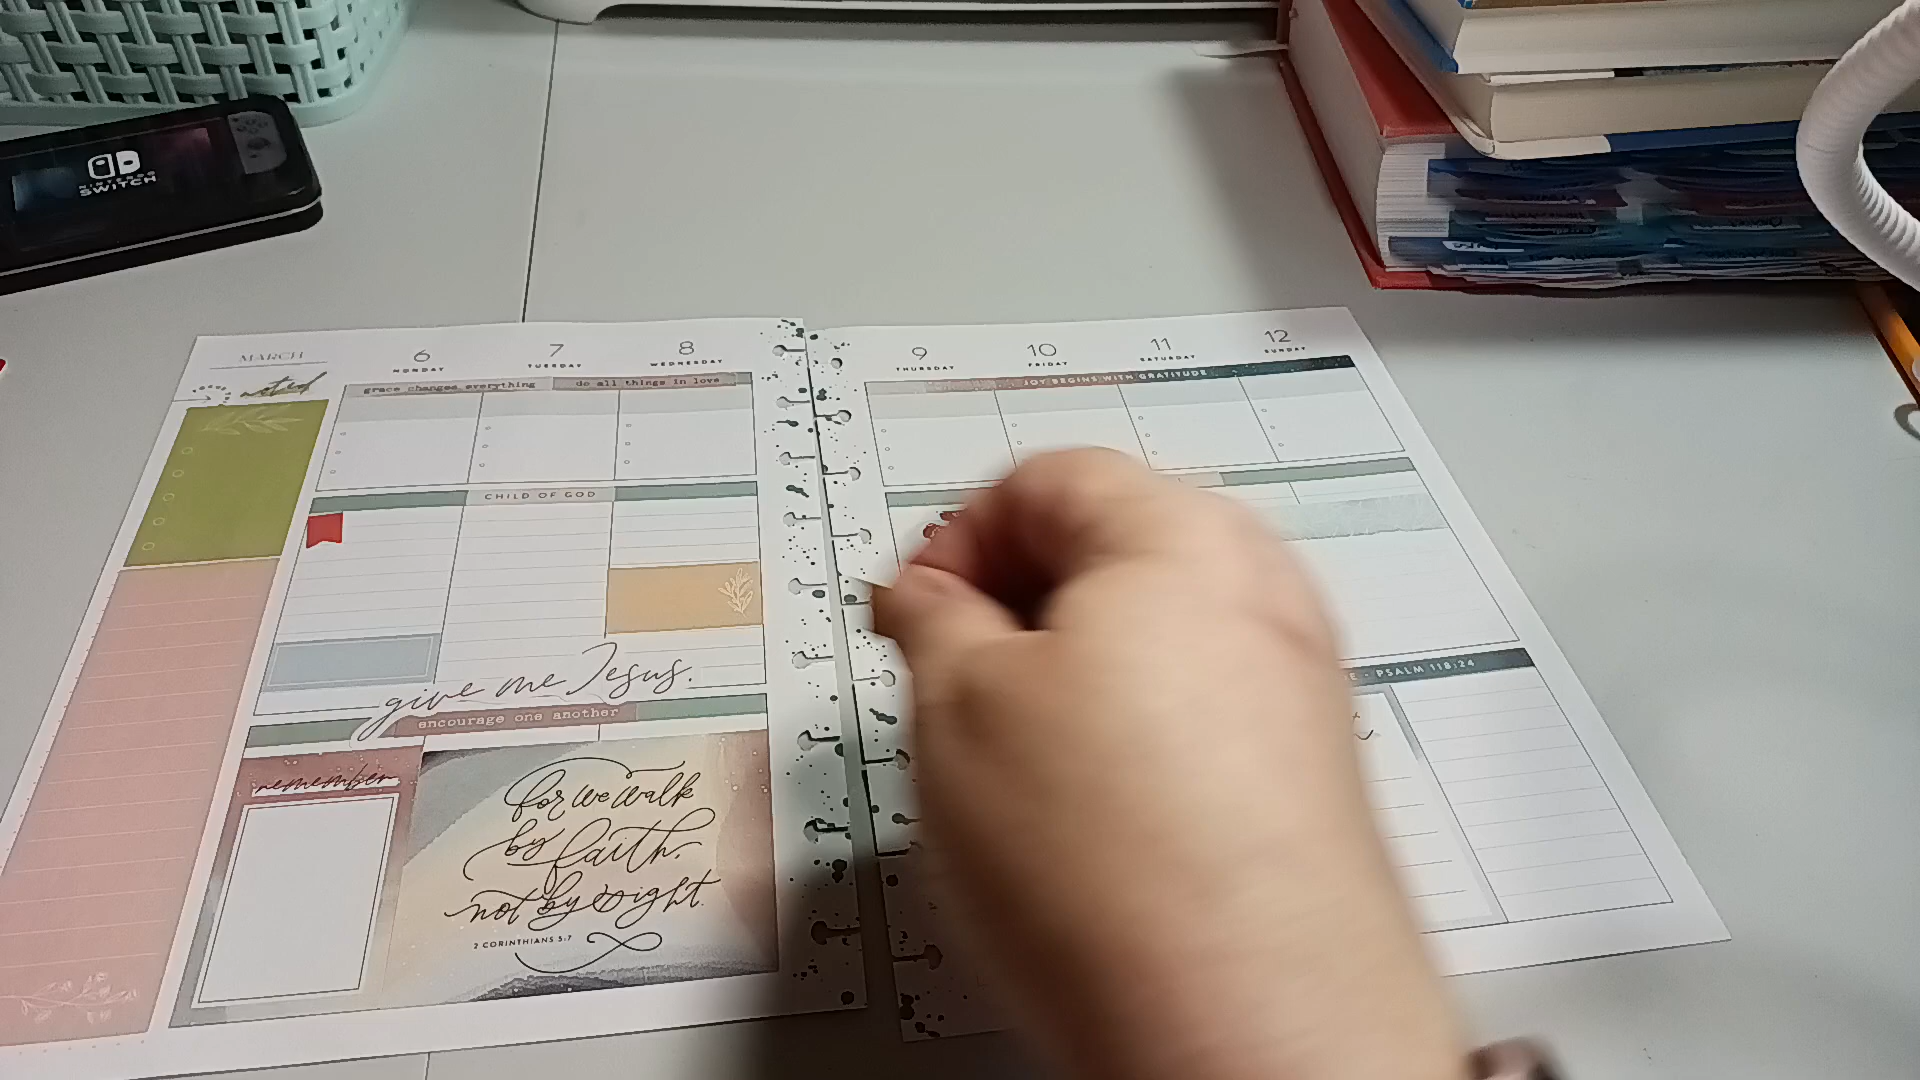 NINTENDO
SWITCH
MARCH
noted
6
MONDAY
7
TUESDAY
8
WEDNESDAY
grace changes everything
do all things in love
CHILD OF GOD
give me Jesus.
encourage one another
remember
for we walk
by faith,
not by sight.
2 CORINTHIANS 5:7
9
THURSDAY
10
FRIDAY
11
SATURDAY
12
SUNDAY
JOY BEGINS WITH GRATITUDE
PSALM 118:24